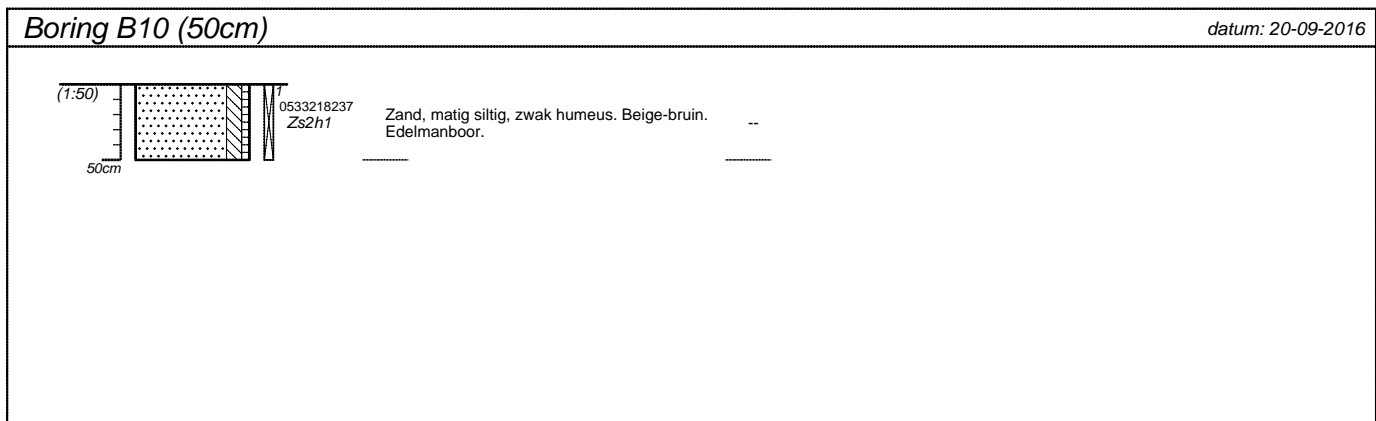 Boring B10 (50cm)
datum: 20-09-2016
(1:50)
1
0533218237
Zs2h1
Zand, matig siltig, zwak humeus. Beige-bruin.
Edelmanboor.
--
50cm